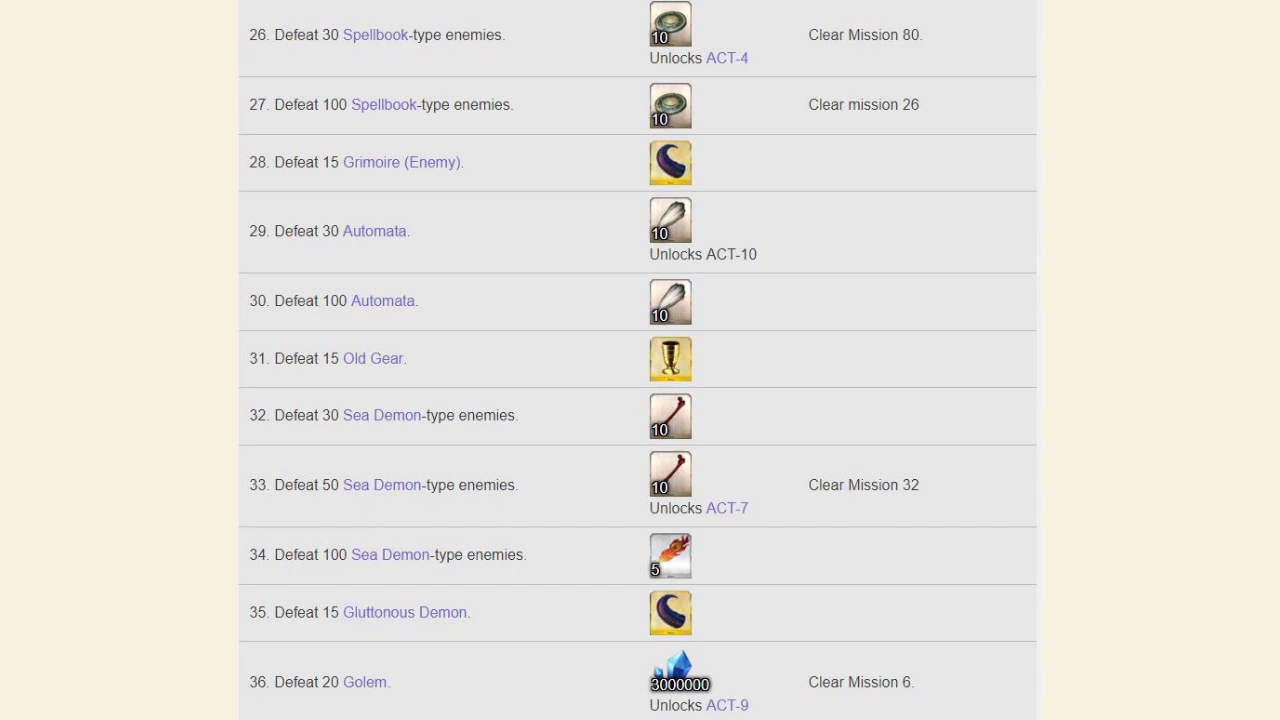 26. Defeat 30 Spellbook-type enemies.
10
Unlocks ACT-4
Clear Mission 80.
27. Defeat 100 Spellbook-type enemies.
10
Clear mission 26
28. Defeat 15 Grimoire (Enemy).
29. Defeat 30 Automata.
10
Unlocks ACT-10
30. Defeat 100 Automata.
10
31. Defeat 15 Old Gear.
32. Defeat 30 Sea Demon-type enemies.
10
33. Defeat 50 Sea Demon-type enemies.
10
Unlocks ACT-7
Clear Mission 32
34. Defeat 100 Sea Demon-type enemies.
5
35. Defeat 15 Gluttonous Demon.
36. Defeat 20 Golem.
3000000
Unlocks ACT-9
Clear Mission 6.